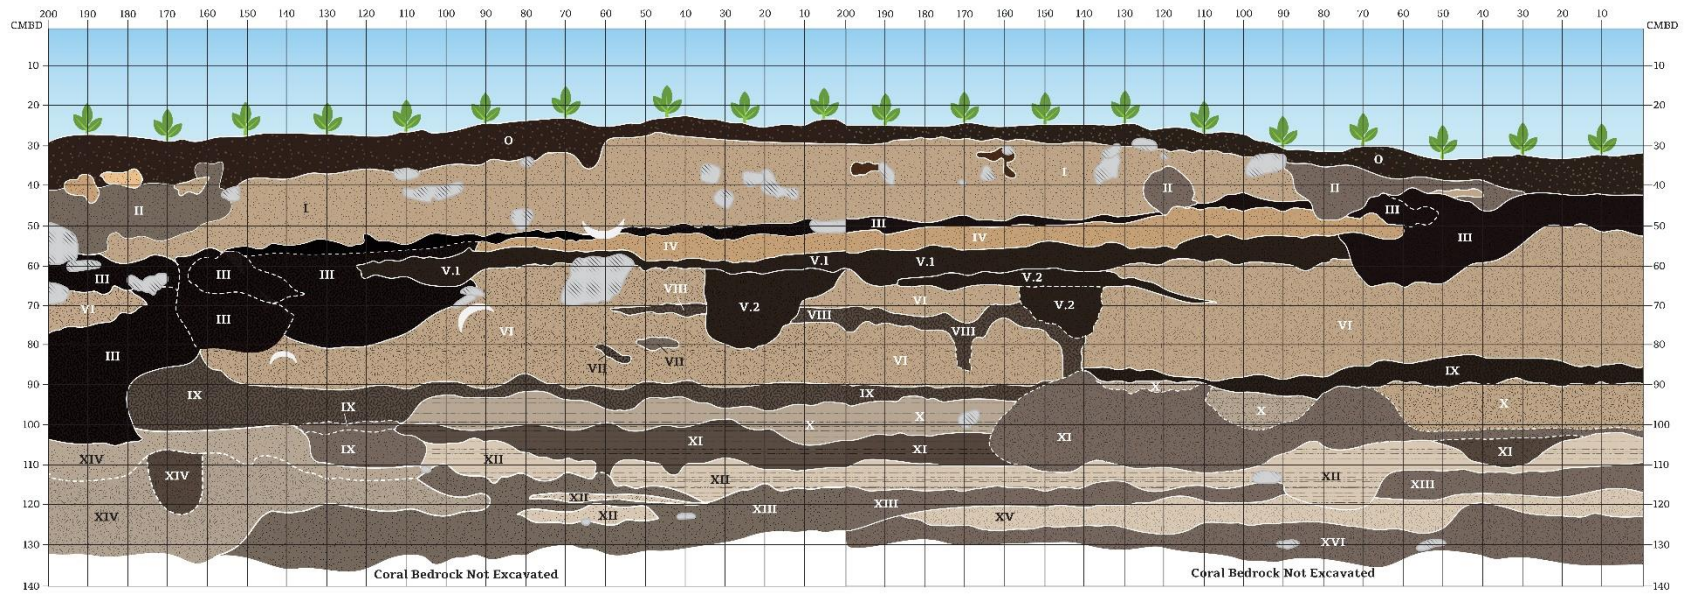 200 190 180 170 160 150 140 130 120 110 100 90 80 70 60 50 40 30 20 10 200 190 180 170 160 150 140 130 120 110 100 90 80 70 60 50 40 30 20 10
CMBD CMBD
10 10
20 20
30 O O 30
I
40 II II 40
II I III
50 III 50
IV IV III
60 V.1 V.1 60
III III III V.1 V.2
VI VIII VI
70 III V.2 VIII V.2 70
VI VIII VI
80 III VII VII VI 80
IX IX
90 IX IX X 90
IX X X X
100 X 100
IX XI XI XI XI
110 XIV XII 110
XIV XII XII XIII
120 XII XIII 120
XIV XII XIII XV
130 XVI 130
Coral Bedrock Not Excavated Coral Bedrock Not Excavated
140 140